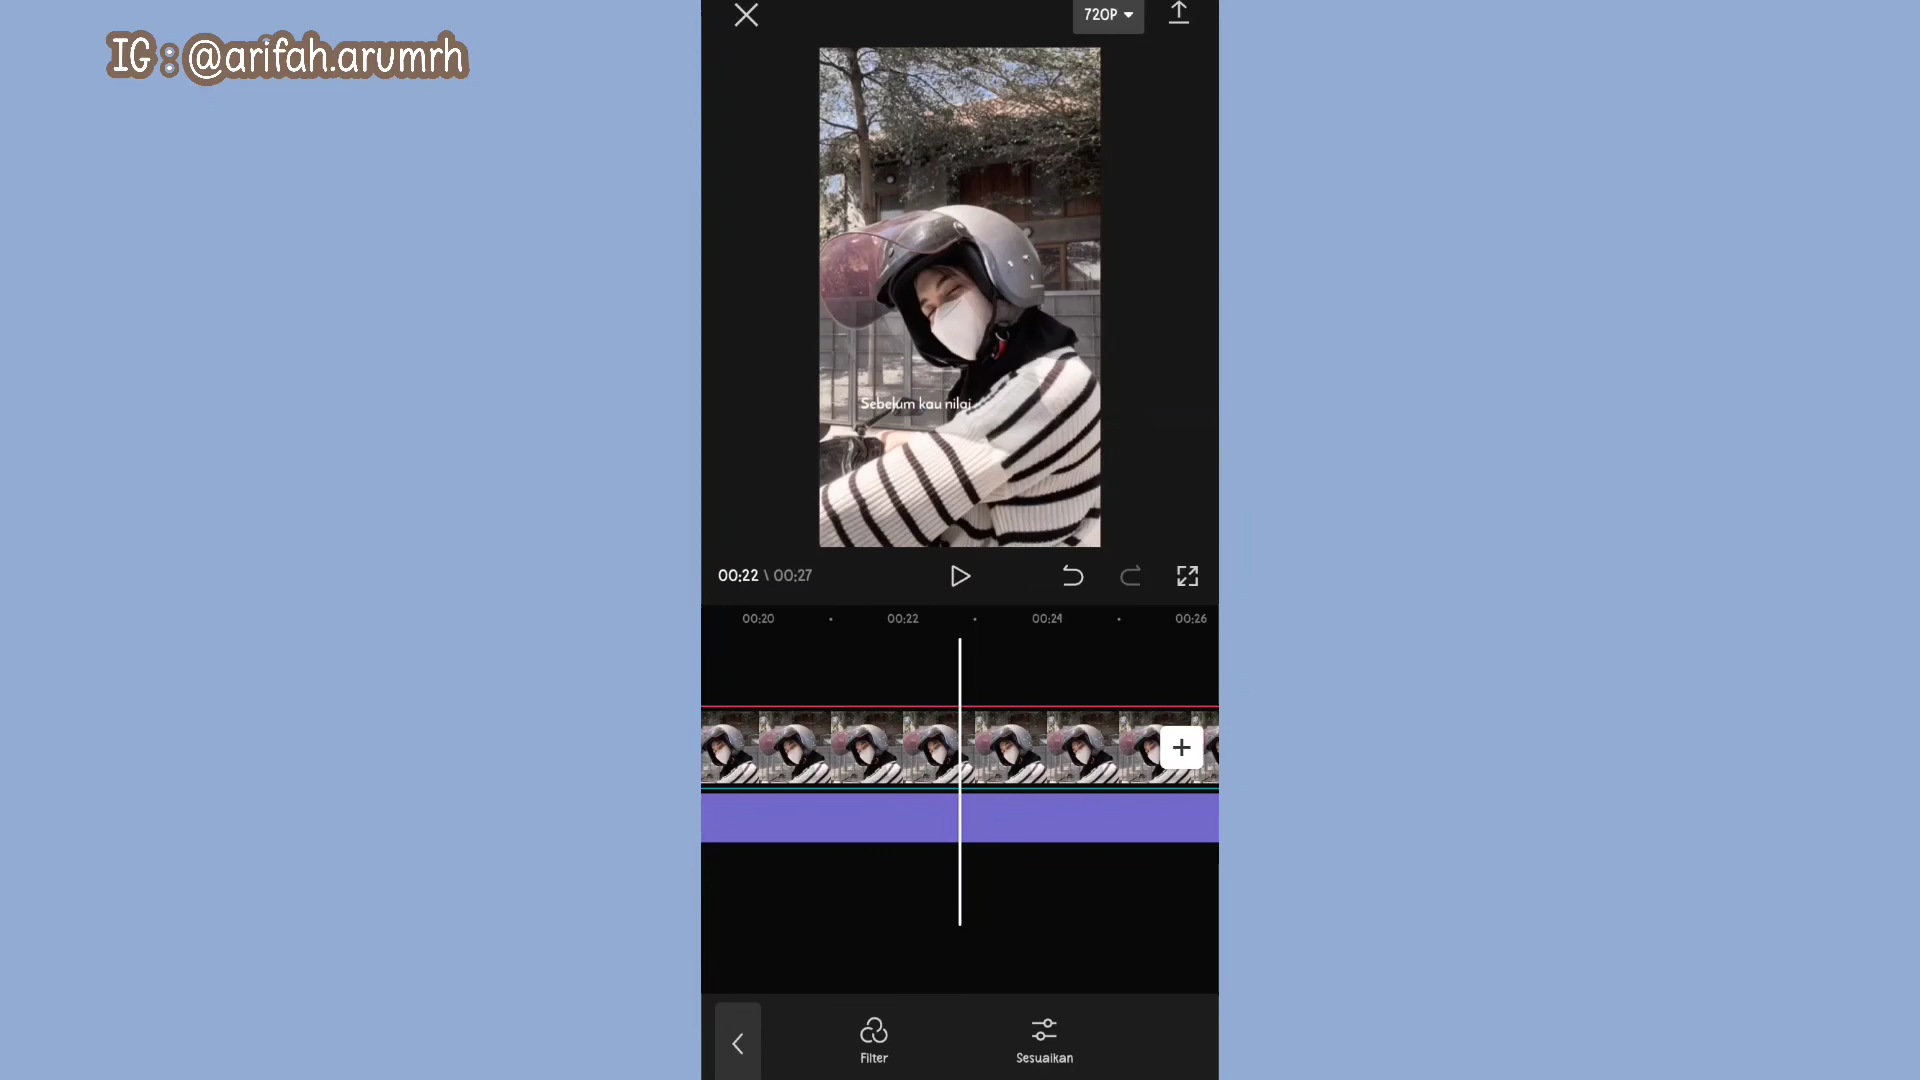 IG : @arifah.arumrh
720P
Sebelum kau nilai
00:22 \ 00:27
00:20 00:22 00:24 00:26
Filter Sesuaikan